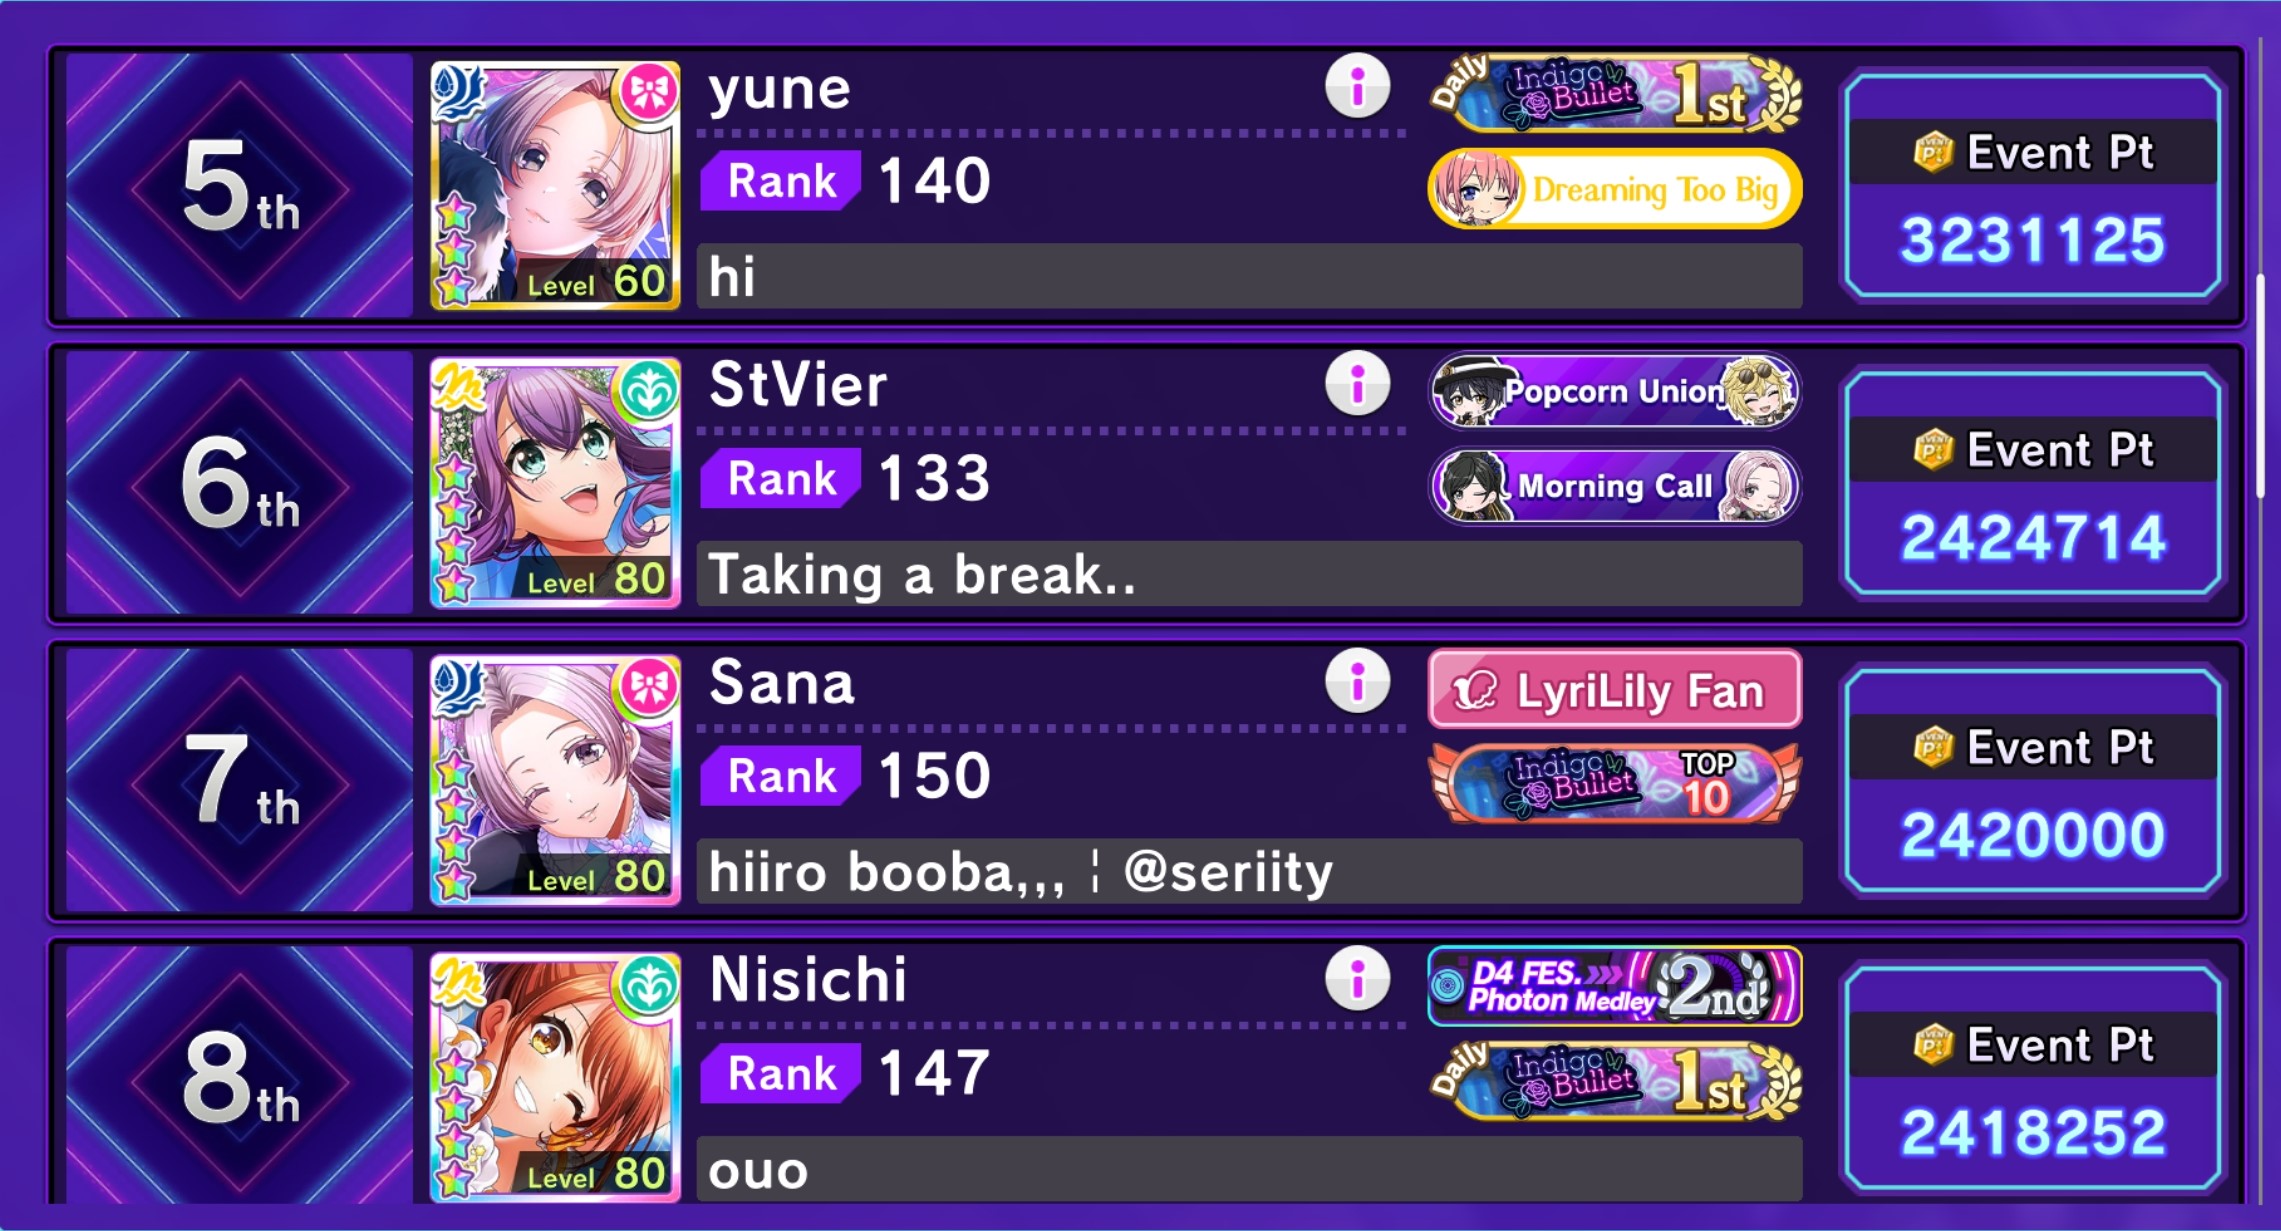 5th
yune
Rank 140
hi
Daily Indigo Bullet 1st
Dreaming Too Big
Event Pt
3231125
Level 60
6th
StVier
Rank 133
Taking a break..
Popcorn Union
Morning Call
Event Pt
2424714
Level 80
7th
Sana
Rank 150
hiiro booba,,, ¦ @seriity
LyriLily Fan
Indigo Bullet TOP 10
Event Pt
2420000
Level 80
8th
Nisichi
Rank 147
ouo
D4 FES. >>>
Photon Medley 2nd
Daily Indigo Bullet 1st
Event Pt
2418252
Level 80